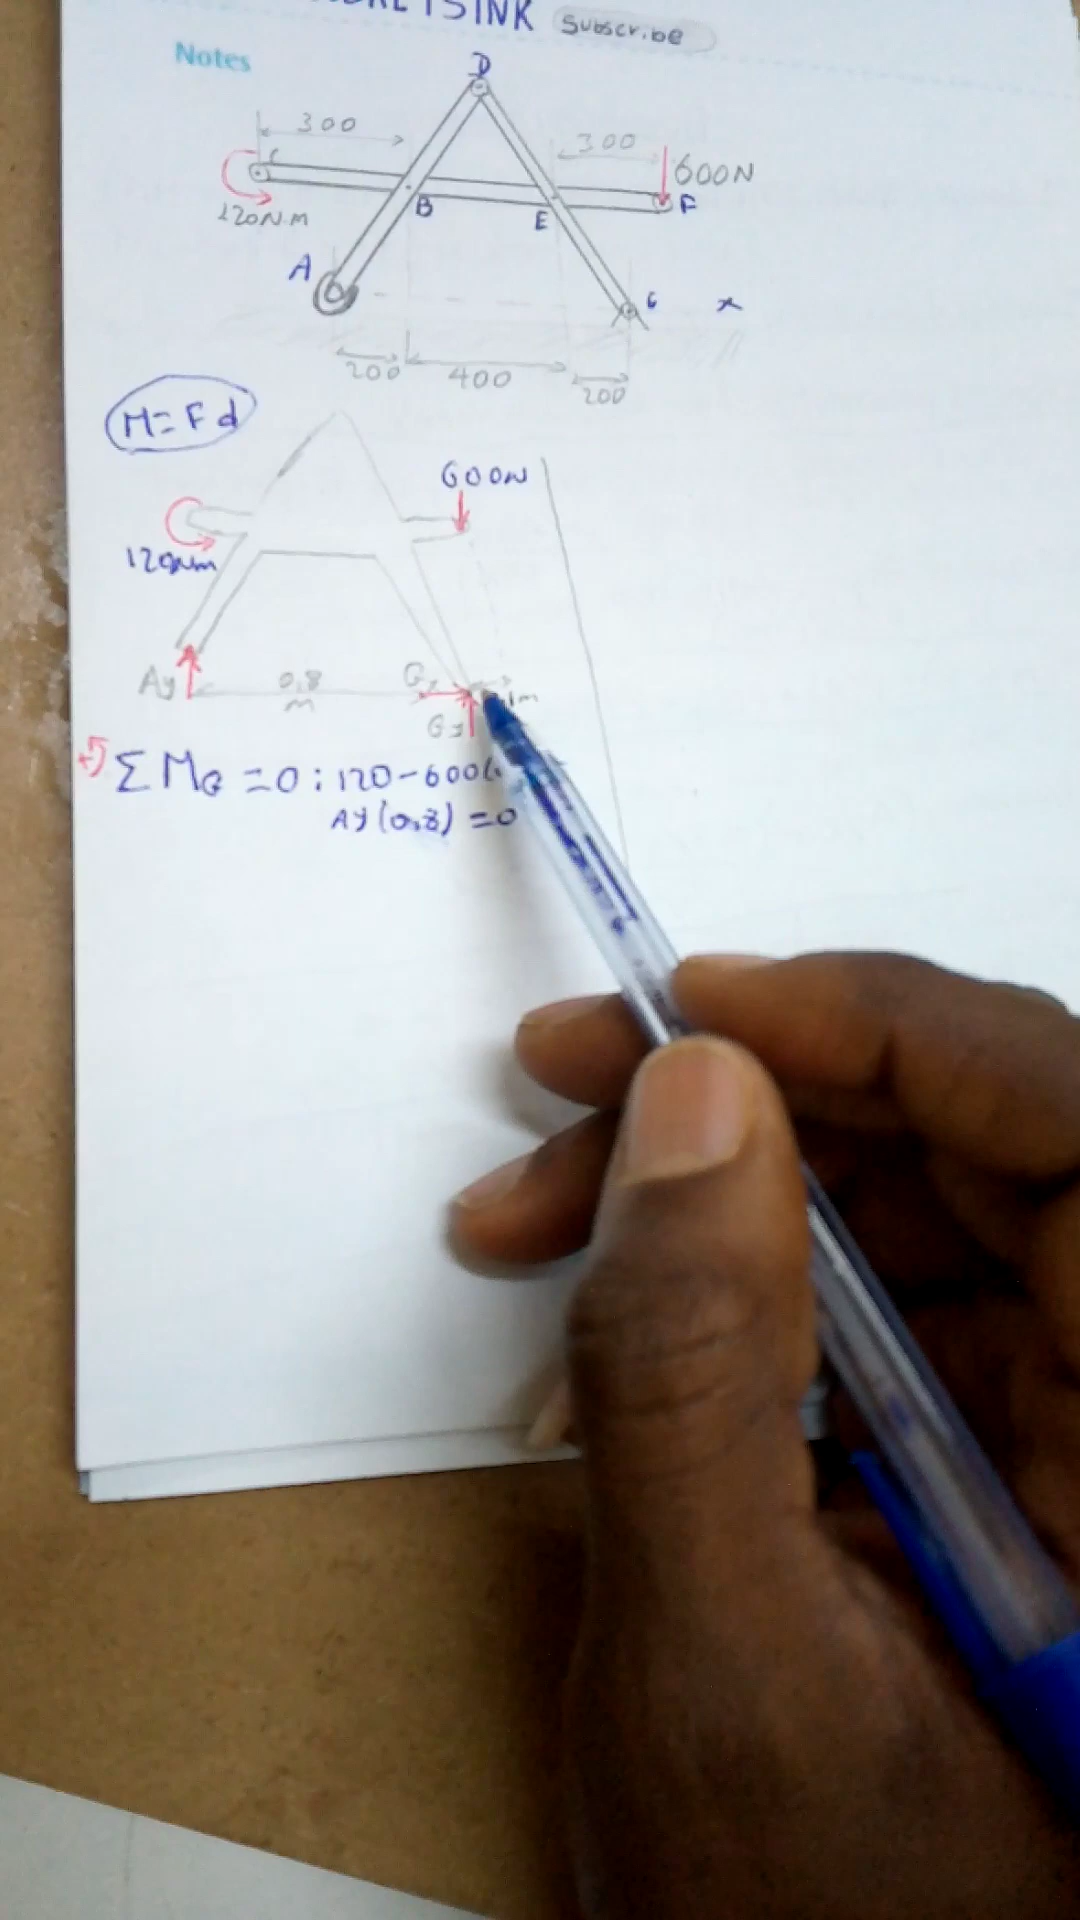 TSINK Subscribe
Notes
D
300
300
C
600N
120N.m
B
E
F
A
G
x
200
400
200
M=Fd
600N
120Nm
Ay
0,8
m
Gx
m
Gy
+ΣMG =0:120-600(
Ay(0,8)=0